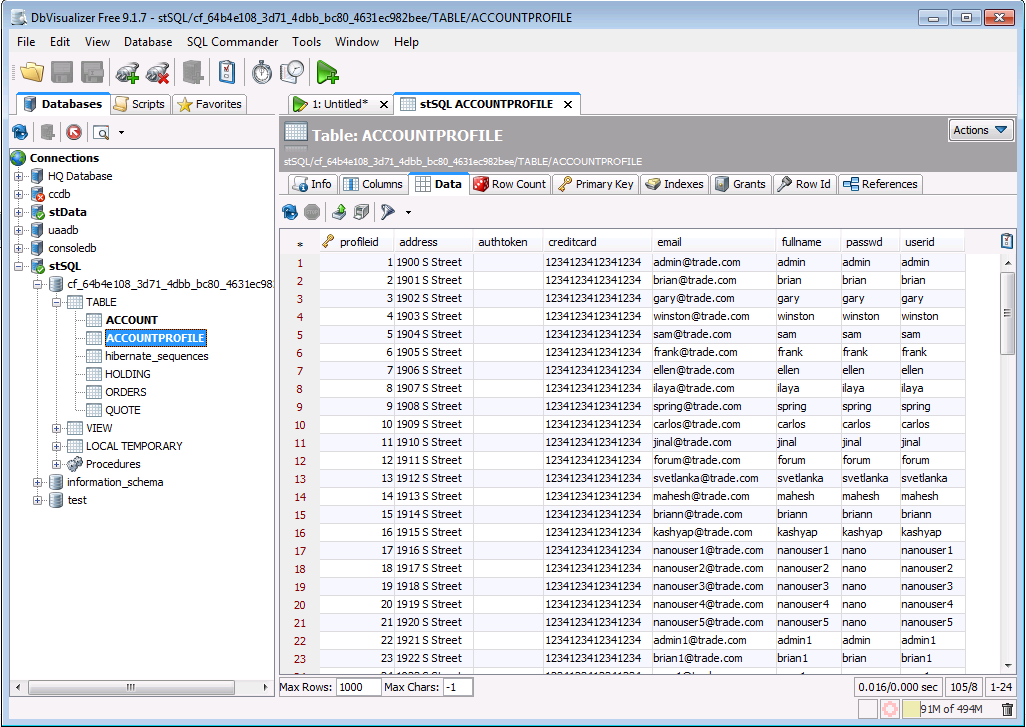 DbVisualizer Free 9.1.7 - stSQL/cf_64b4e108_3d71_4dbb_bc80_4631ec982bee/TABLE/ACCOUNTPROFILE
File Edit View Database SQL Commander Tools Window Help
Databases Scripts Favorites
1: Untitled* stSQL ACCOUNTPROFILE
Connections
HQ Database
ccdb
stData
uaadb
consoledb
stSQL
cf_64b4e108_3d71_4dbb_bc80_4631ec98
TABLE
ACCOUNT
ACCOUNTPROFILE
hibernate_sequences
HOLDING
ORDERS
QUOTE
VIEW
LOCAL TEMPORARY
Procedures
information_schema
test
Table: ACCOUNTPROFILE
Actions
stSQL/cf_64b4e108_3d71_4dbb_bc80_4631ec982bee/TABLE/ACCOUNTPROFILE
Info Columns Data Row Count Primary Key Indexes Grants Row Id References
* profileid address authtoken creditcard email fullname passwd userid
1 1 1900 S Street 1234123412341234 admin@trade.com admin admin admin
2 2 1901 S Street 1234123412341234 brian@trade.com brian brian brian
3 3 1902 S Street 1234123412341234 gary@trade.com gary gary gary
4 4 1903 S Street 1234123412341234 winston@trade.com winston winston winston
5 5 1904 S Street 1234123412341234 sam@trade.com sam sam sam
6 6 1905 S Street 1234123412341234 frank@trade.com frank frank frank
7 7 1906 S Street 1234123412341234 ellen@trade.com ellen ellen ellen
8 8 1907 S Street 1234123412341234 ilaya@trade.com ilaya ilaya ilaya
9 9 1908 S Street 1234123412341234 spring@trade.com spring spring spring
10 10 1909 S Street 1234123412341234 carlos@trade.com carlos carlos carlos
11 11 1910 S Street 1234123412341234 jinal@trade.com jinal jinal jinal
12 12 1911 S Street 1234123412341234 forum@trade.com forum forum forum
13 13 1912 S Street 1234123412341234 svetlanka@trade.com svetlanka svetlanka svetlanka
14 14 1913 S Street 1234123412341234 mahesh@trade.com mahesh mahesh mahesh
15 15 1914 S Street 1234123412341234 briann@trade.com briann briann briann
16 16 1915 S Street 1234123412341234 kashyap@trade.com kashyap kashyap kashyap
17 17 1916 S Street 1234123412341234 nanouser1@trade.com nanouser1 nano nanouser1
18 18 1917 S Street 1234123412341234 nanouser2@trade.com nanouser2 nano nanouser2
19 19 1918 S Street 1234123412341234 nanouser3@trade.com nanouser3 nano nanouser3
20 20 1919 S Street 1234123412341234 nanouser4@trade.com nanouser4 nano nanouser4
21 21 1920 S Street 1234123412341234 nanouser5@trade.com nanouser5 nano nanouser5
22 22 1921 S Street 1234123412341234 admin1@trade.com admin1 admin admin1
23 23 1922 S Street 1234123412341234 brian1@trade.com brian1 brian brian1
Max Rows: 1000 Max Chars: -1 0.016/0.000 sec 105/8 1-24
91M of 494M